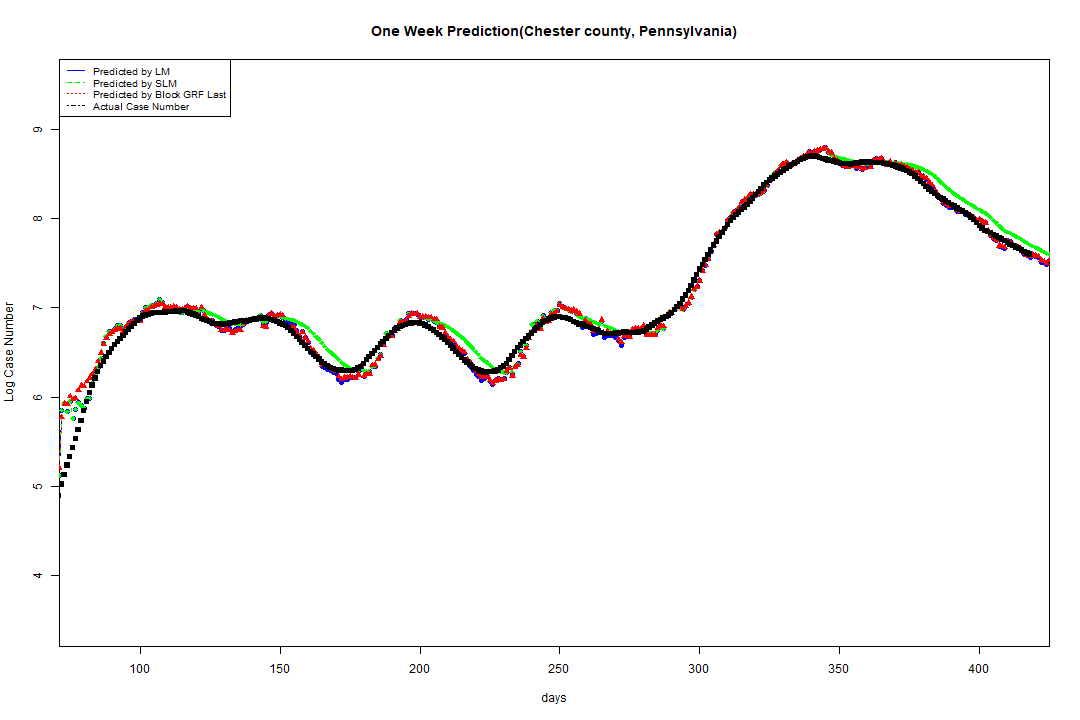 One Week Prediction(Chester county, Pennsylvania)
Predicted by LM
Predicted by SLM
Predicted by Block GRF Last
Actual Case Number
Log Case Number
9
8
7
6
5
4
100 150 200 250 300 350 400
days